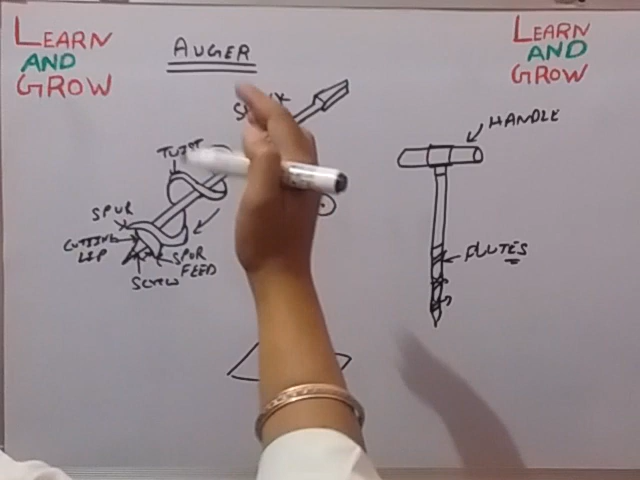 LEARN
AND
GROW
AUGER
LEARN
AND
GROW
HANDLE
TWIST
SPUR
CUTTING
LIP
SPUR
FEED
SCREW
FLUTES